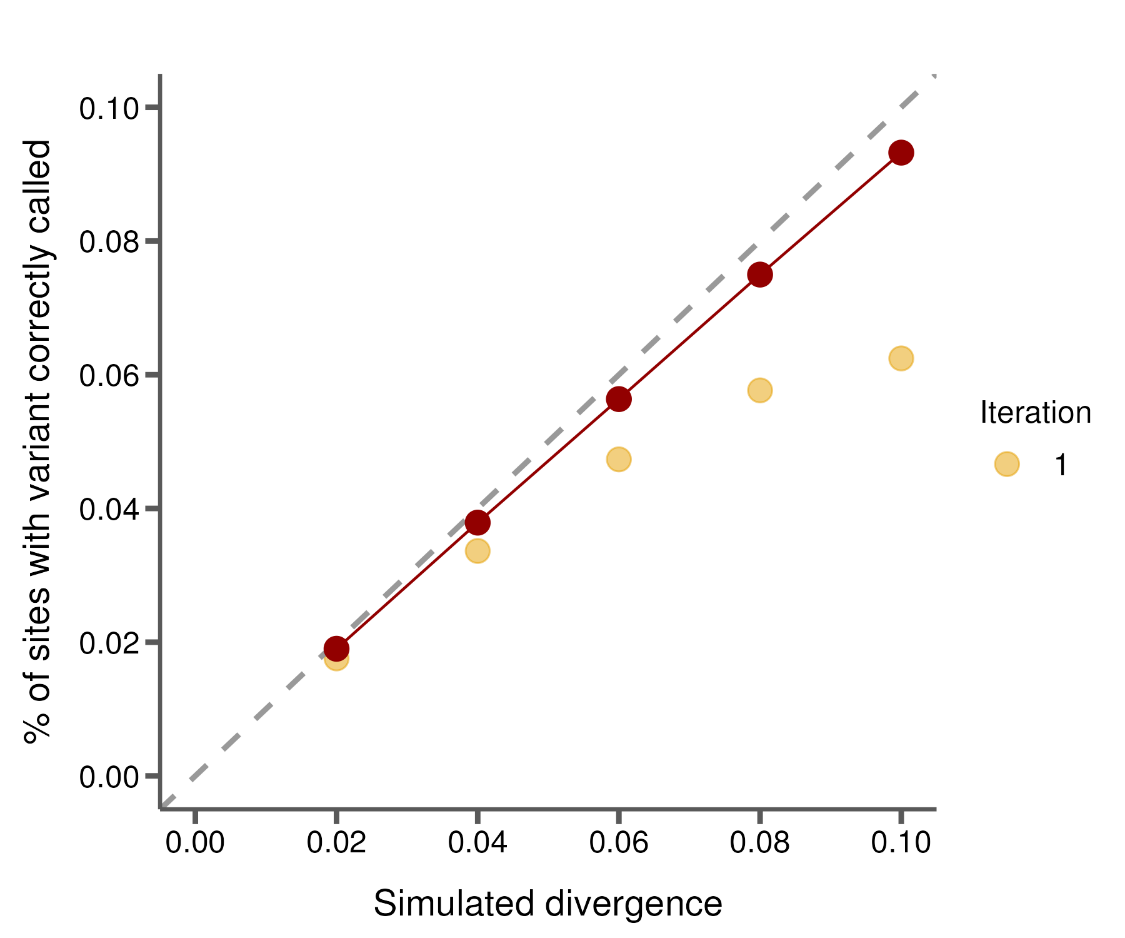 % of sites with variant correctly called
0.10
0.08
0.06
0.04
0.02
0.00
0.00 0.02 0.04 0.06 0.08 0.10
Simulated divergence
Iteration
1